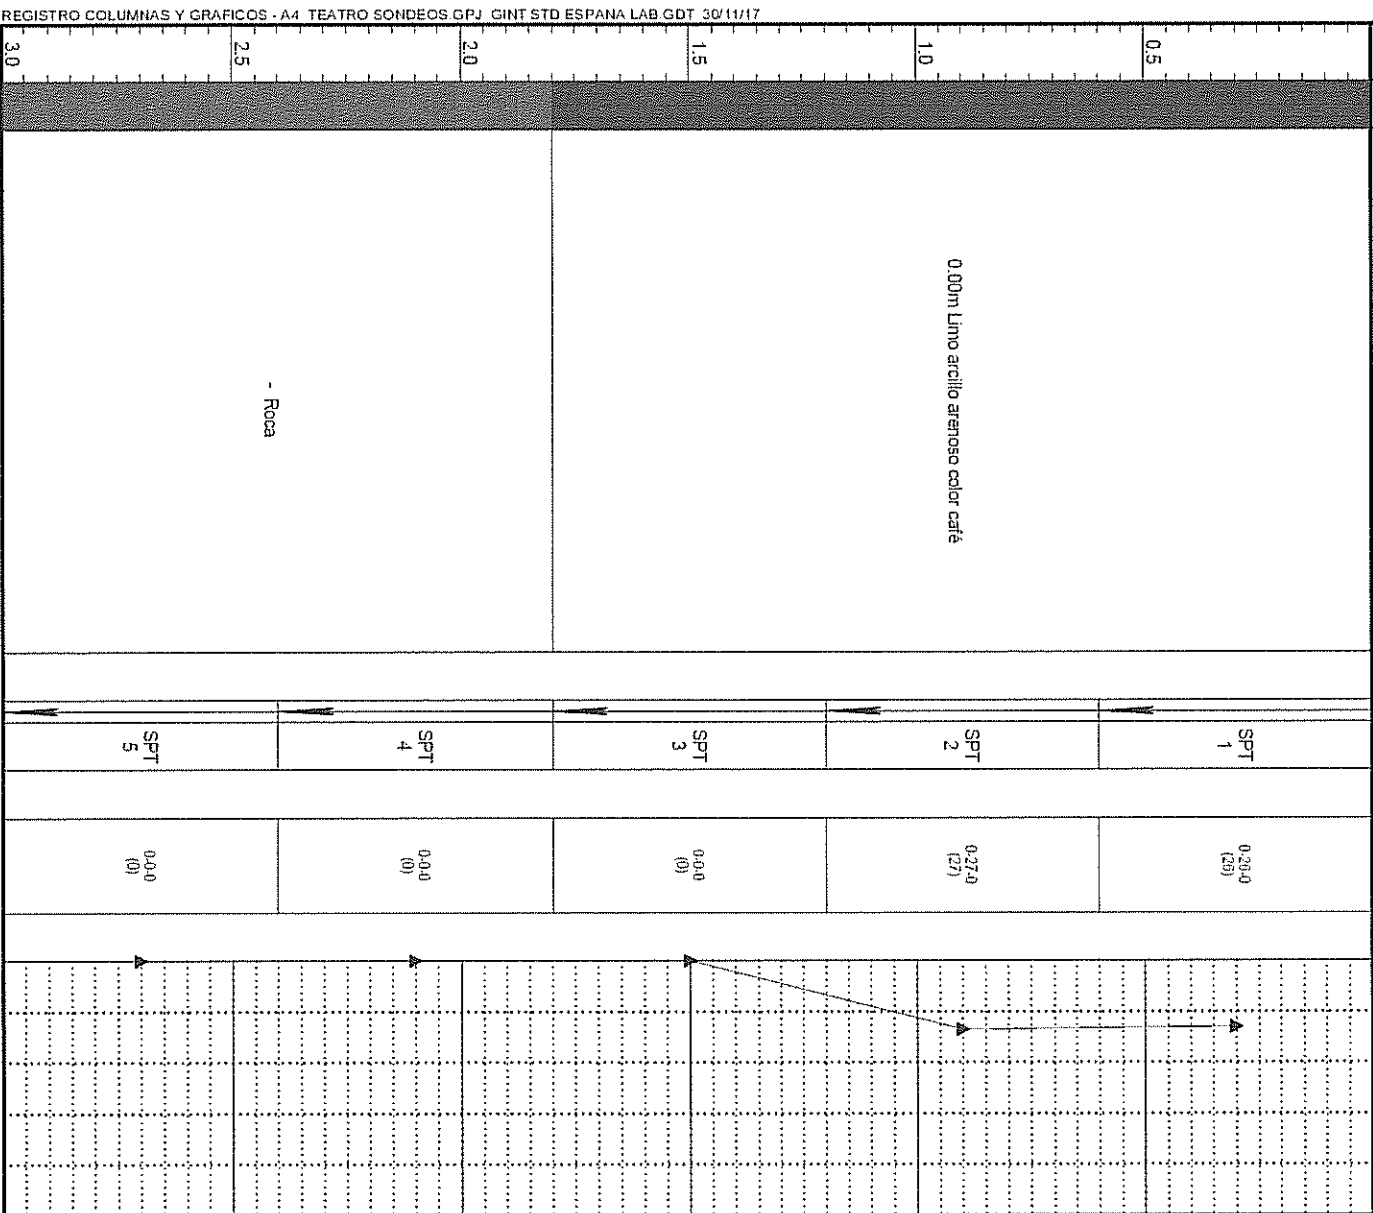 REGISTRO COLUMNAS Y GRAFICOS - A4 TEATRO SONDEOS.GPJ GINT STD ESPANA LAB.GDT 30/11/17
0.5
1.0
1.5
2.0
2.5
3.0
0.00m Limo arcillo arenoso color café
- Roca
SPT
1
SPT
2
SPT
3
SPT
4
SPT
5
0-26-0
(26)
0-27-0
(27)
0-0-0
(0)
0-0-0
(0)
0-0-0
(0)